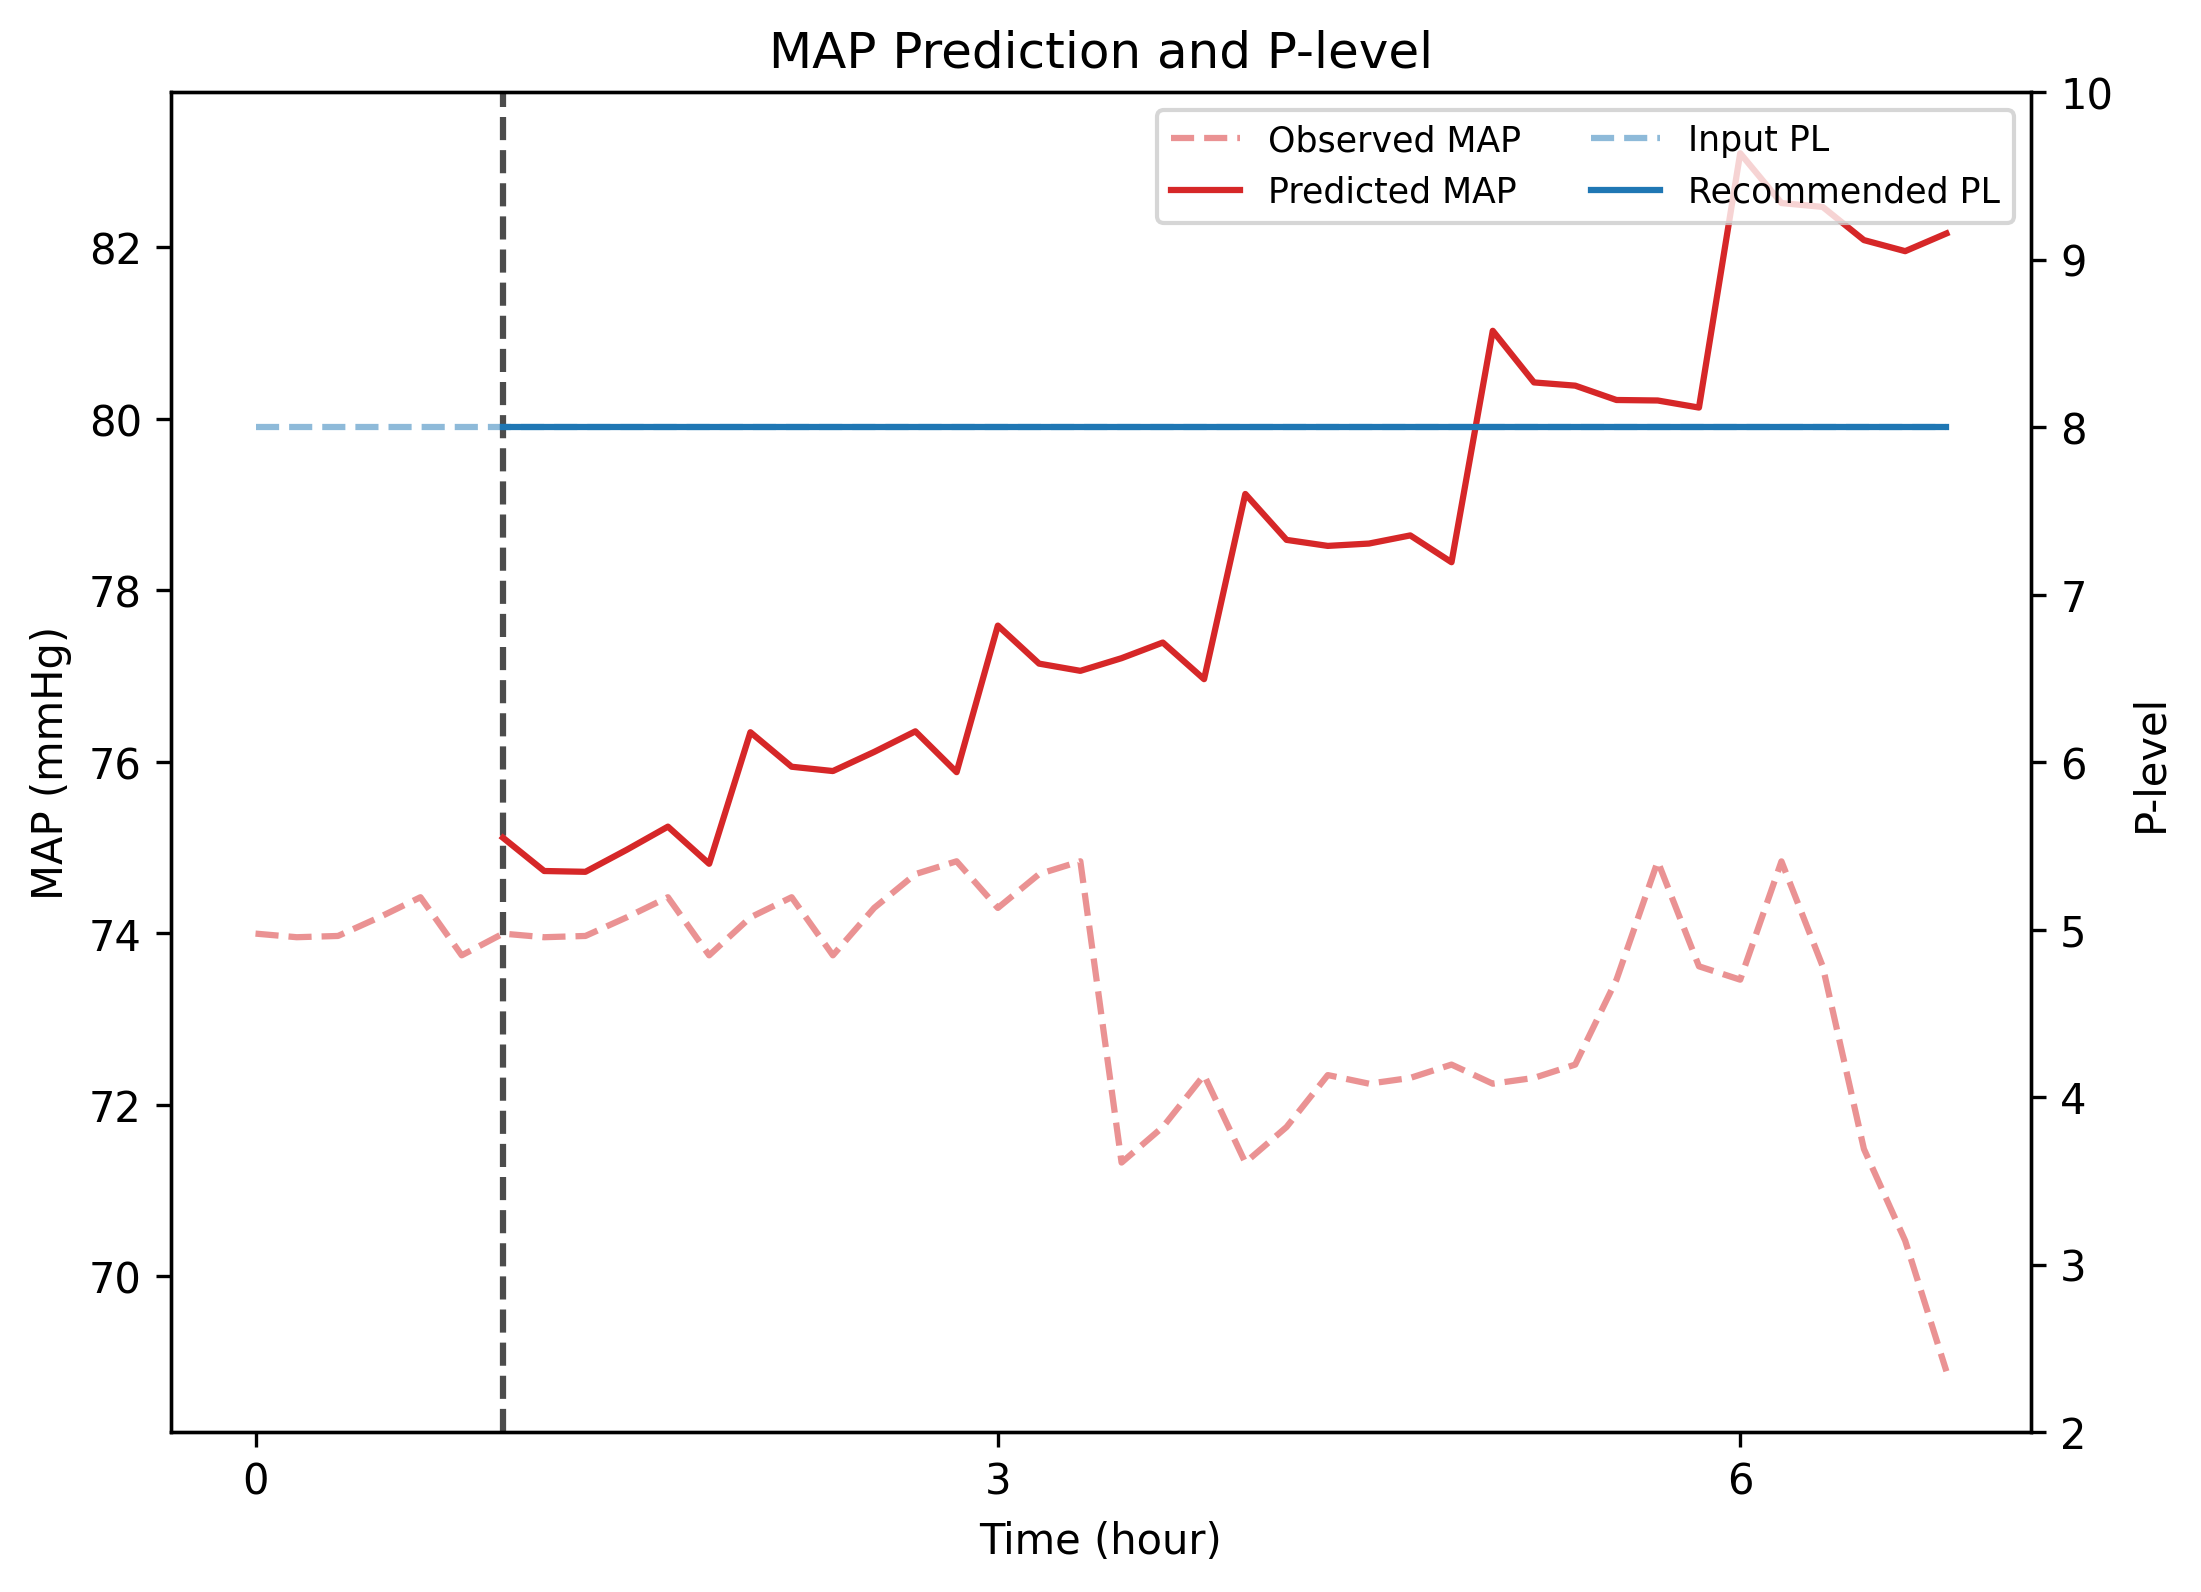 MAP Prediction and P-level
Observed MAP
Predicted MAP
Input PL
Recommended PL
MAP (mmHg)
82
80
78
76
74
72
70
10
9
8
7
6
5
4
3
2
P-level
0 3 6
Time (hour)